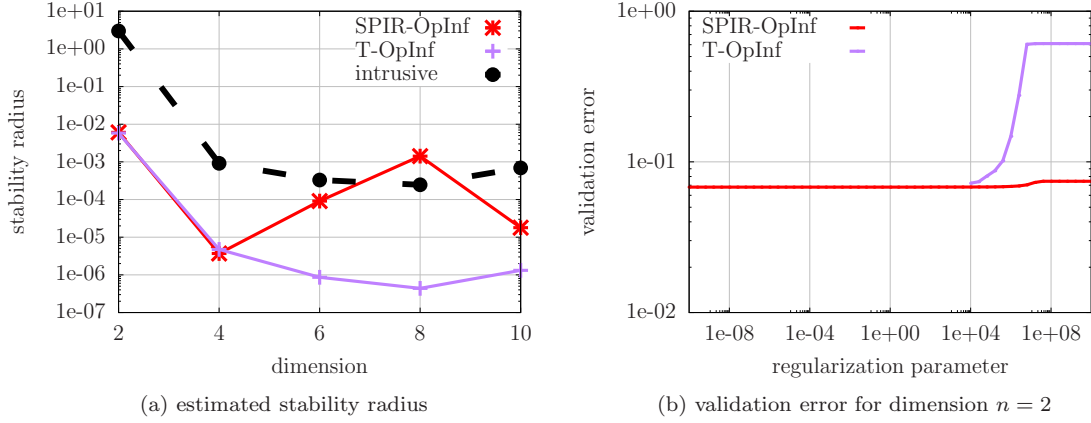 1e+01
1e+00
1e-01
1e-02
1e-03
1e-04
1e-05
1e-06
1e-07
stability radius
SPIR-OpInf
T-OpInf
intrusive
2 4 6 8 10
dimension
(a) estimated stability radius
1e+00
1e-01
1e-02
validation error
SPIR-OpInf
T-OpInf
1e-08 1e-04 1e+00 1e+04 1e+08
regularization parameter
(b) validation error for dimension n = 2